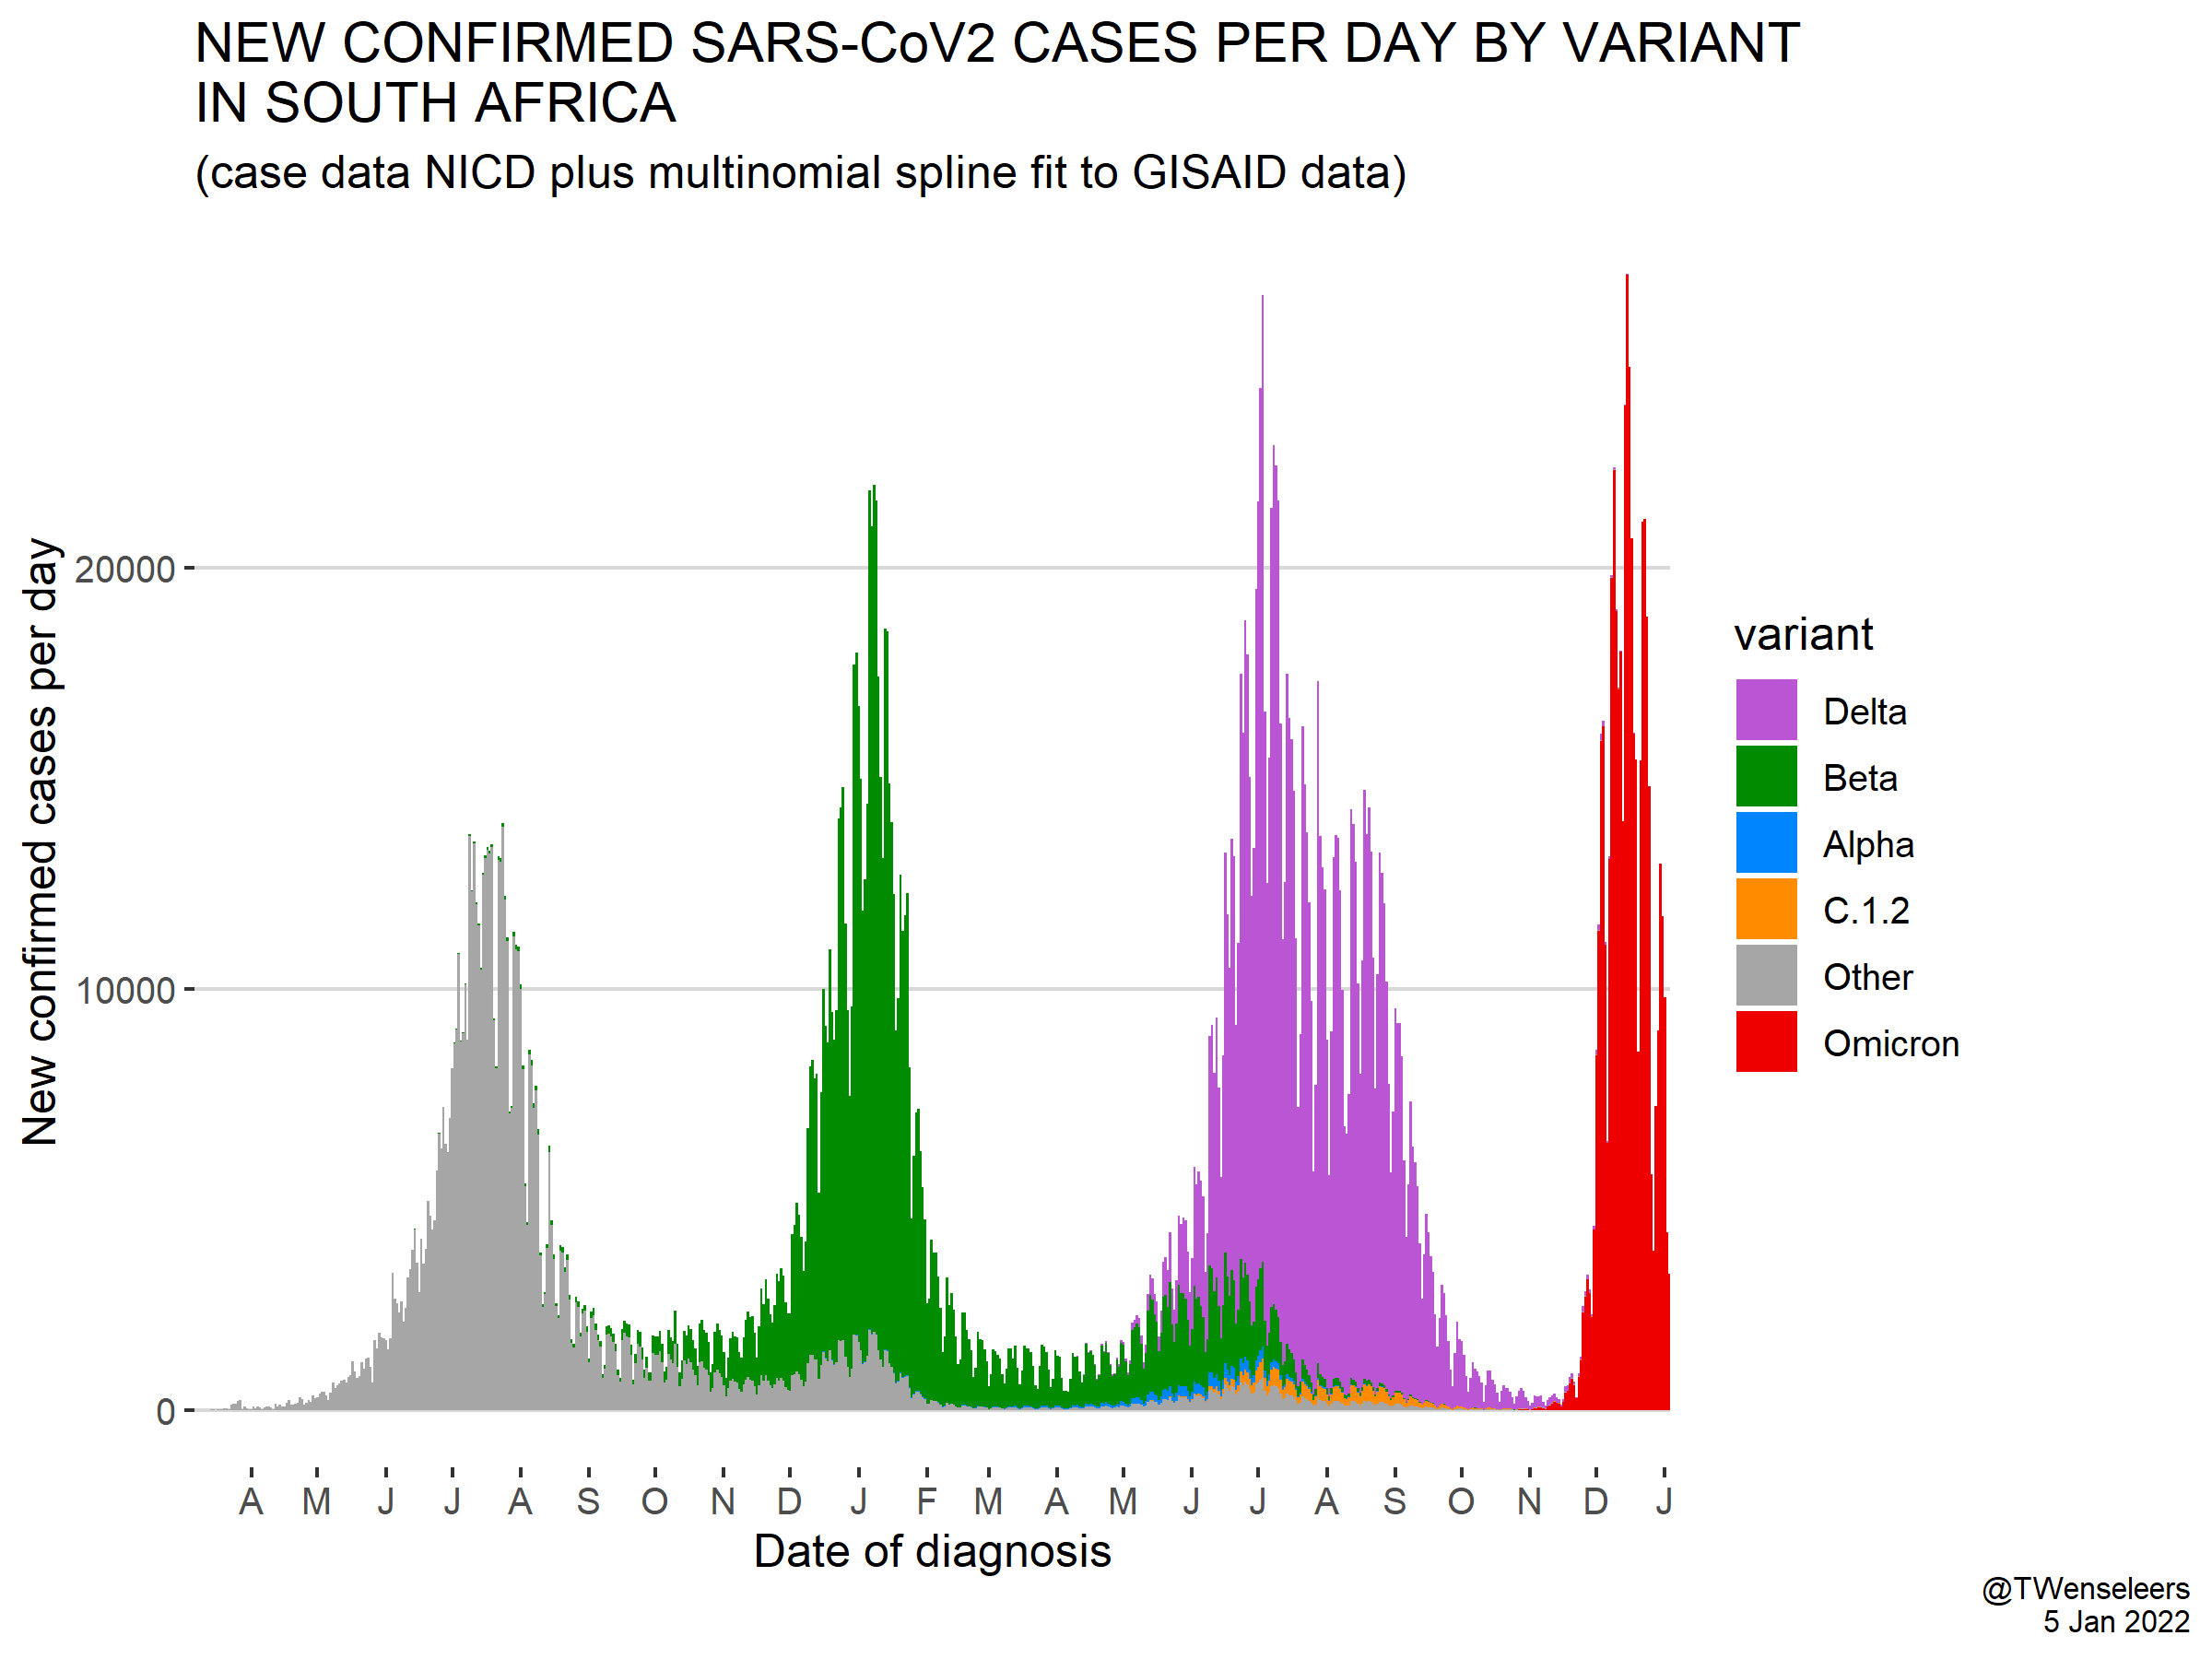 NEW CONFIRMED SARS-CoV2 CASES PER DAY BY VARIANT
IN SOUTH AFRICA
(case data NICD plus multinomial spline fit to GISAID data)
New confirmed cases per day
20000
10000
0
A M J J A S O N D J F M A M J J A S O N D J
Date of diagnosis
variant
Delta
Beta
Alpha
C.1.2
Other
Omicron
@TWenseleers
5 Jan 2022